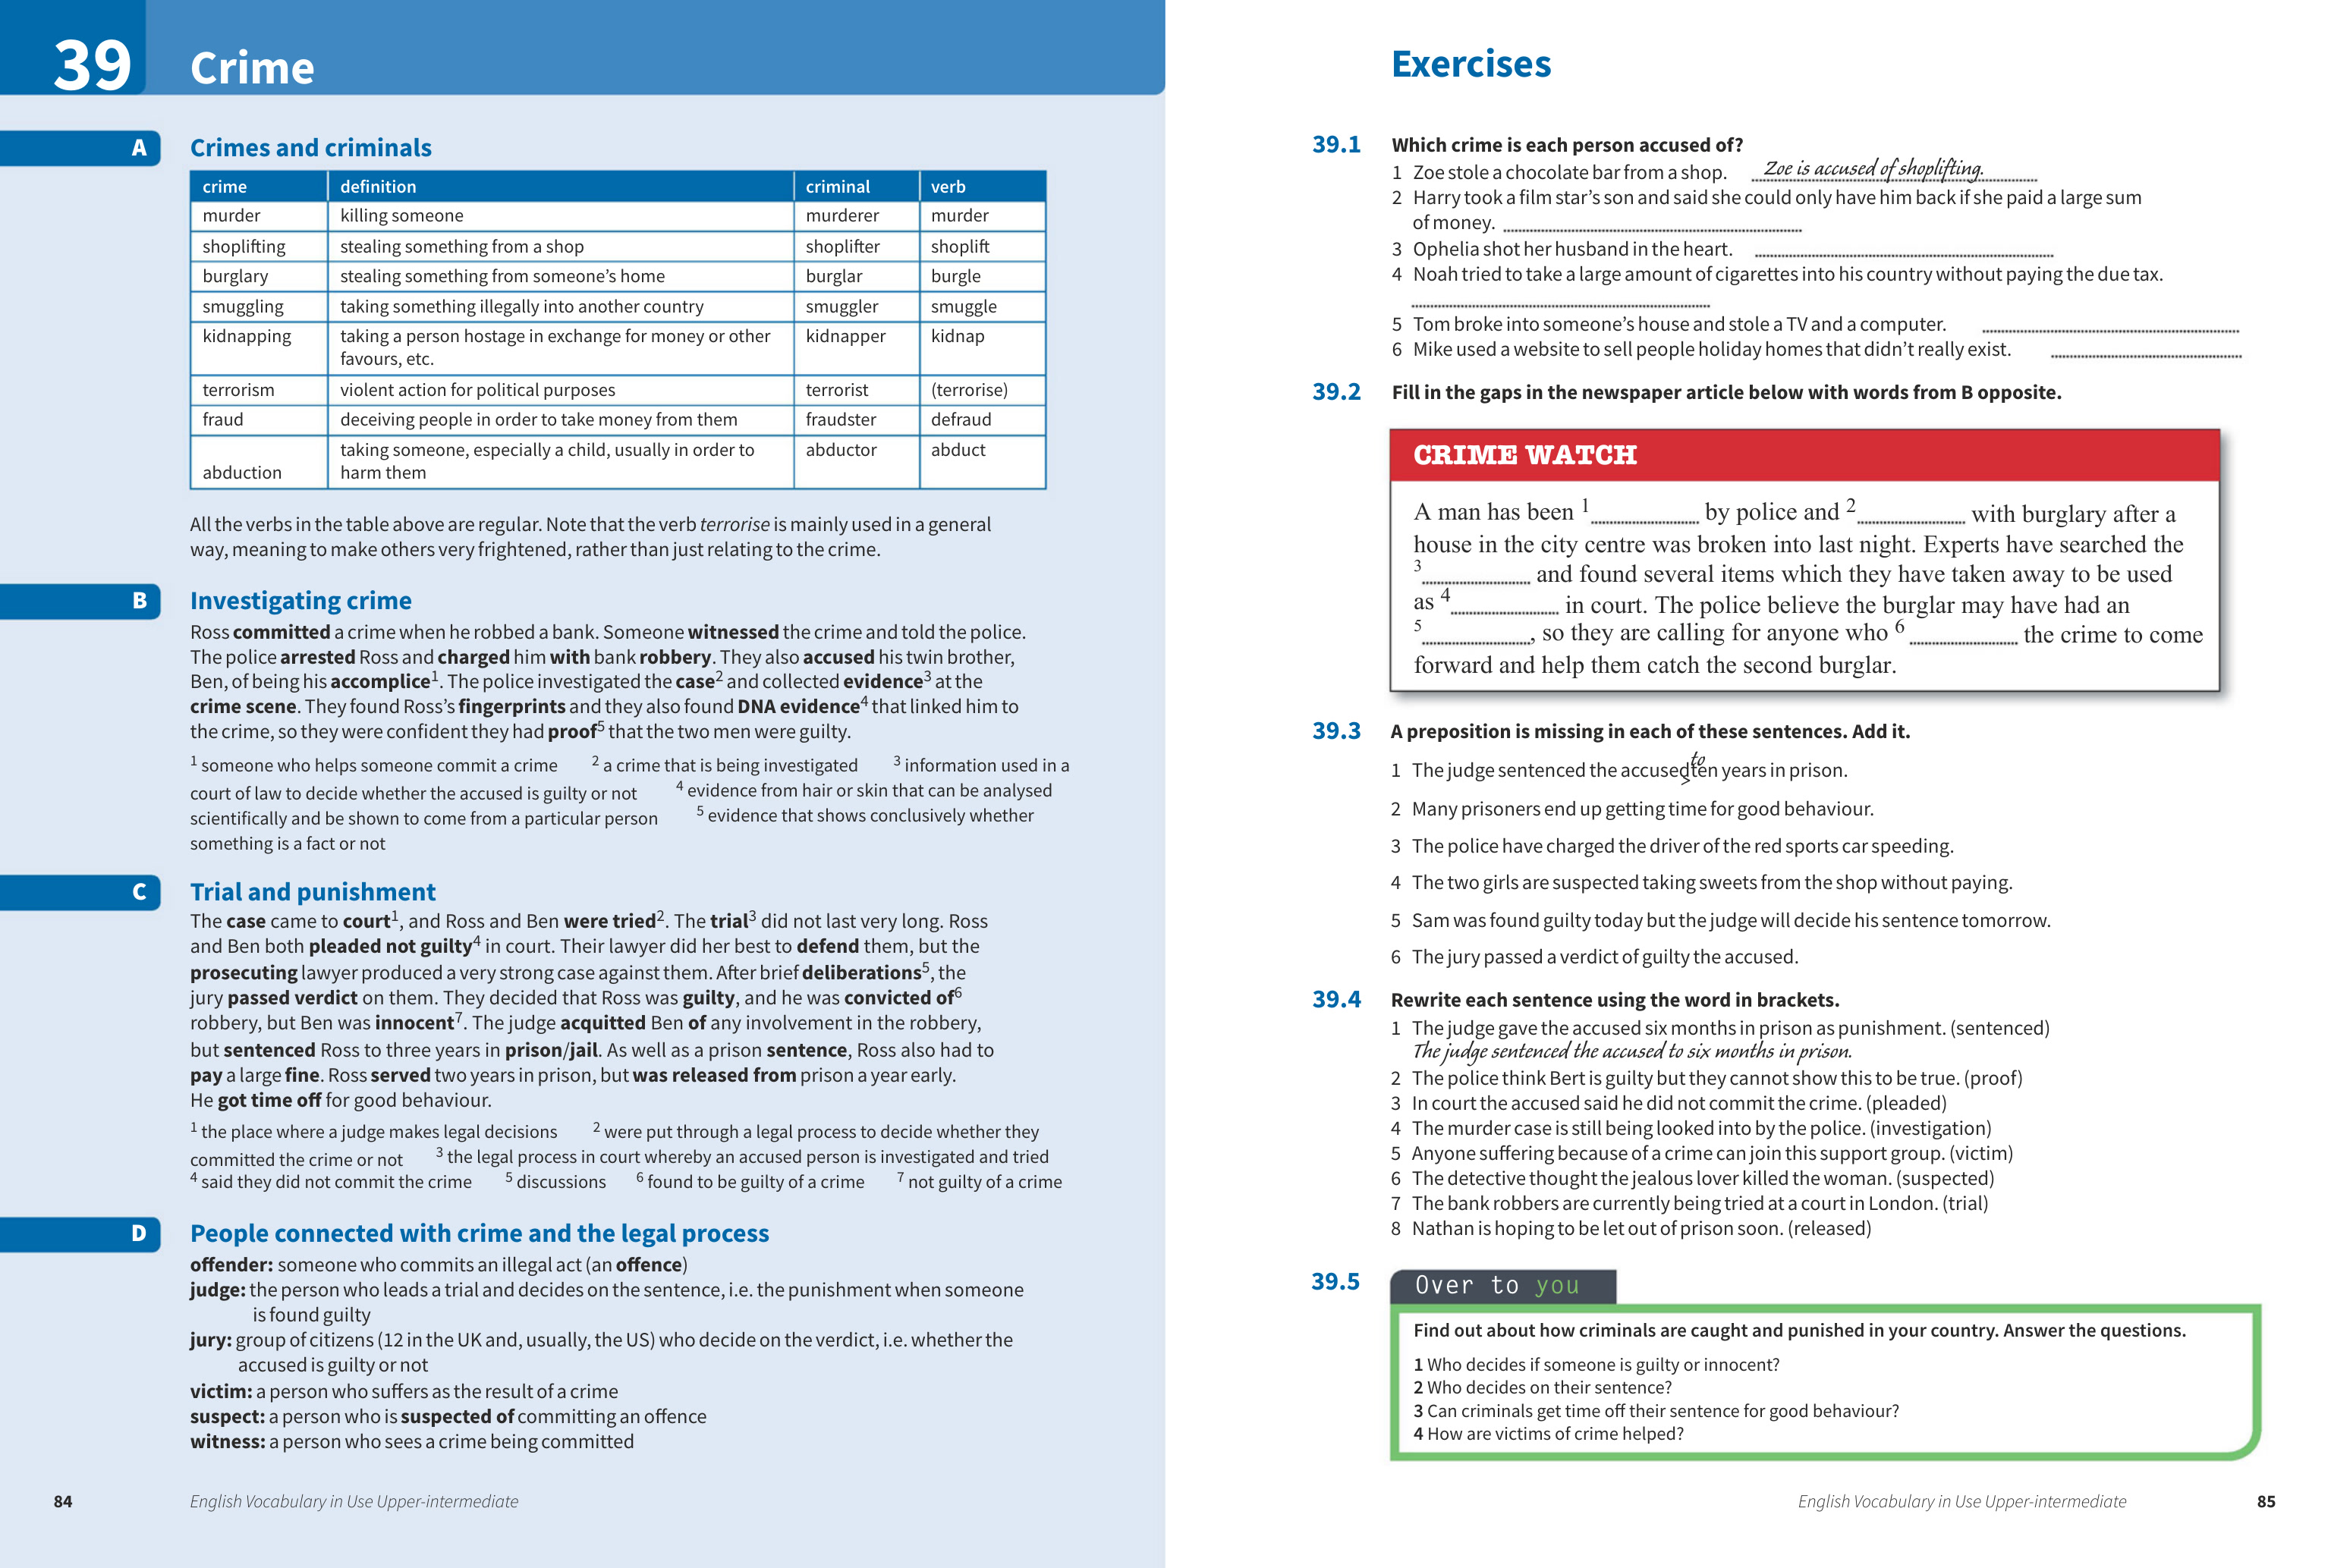 39
Crime
A
Crimes and criminals
crime definition criminal verb
murder killing someone murderer murder
shoplifting stealing something from a shop shoplifter shoplift
burglary stealing something from someone’s home burglar burgle
smuggling taking something illegally into another country smuggler smuggle
kidnapping taking a person hostage in exchange for money or other kidnapper kidnap
favours, etc.
terrorism violent action for political purposes terrorist (terrorise)
fraud deceiving people in order to take money from them fraudster defraud
taking someone, especially a child, usually in order to abductor abduct
abduction harm them
All the verbs in the table above are regular. Note that the verb terrorise is mainly used in a general
way, meaning to make others very frightened, rather than just relating to the crime.
B
Investigating crime
Ross committed a crime when he robbed a bank. Someone witnessed the crime and told the police.
The police arrested Ross and charged him with bank robbery. They also accused his twin brother,
Ben, of being his accomplice1. The police investigated the case2 and collected evidence3 at the
crime scene. They found Ross’s fingerprints and they also found DNA evidence4 that linked him to
the crime, so they were confident they had proof5 that the two men were guilty.
1 someone who helps someone commit a crime 2 a crime that is being investigated 3 information used in a
court of law to decide whether the accused is guilty or not 4 evidence from hair or skin that can be analysed
scientifically and be shown to come from a particular person 5 evidence that shows conclusively whether
something is a fact or not
C
Trial and punishment
The case came to court1, and Ross and Ben were tried2. The trial3 did not last very long. Ross
and Ben both pleaded not guilty4 in court. Their lawyer did her best to defend them, but the
prosecuting lawyer produced a very strong case against them. After brief deliberations5, the
jury passed verdict on them. They decided that Ross was guilty, and he was convicted of6
robbery, but Ben was innocent7. The judge acquitted Ben of any involvement in the robbery,
but sentenced Ross to three years in prison/jail. As well as a prison sentence, Ross also had to
pay a large fine. Ross served two years in prison, but was released from prison a year early.
He got time off for good behaviour.
1 the place where a judge makes legal decisions 2 were put through a legal process to decide whether they
committed the crime or not 3 the legal process in court whereby an accused person is investigated and tried
4 said they did not commit the crime 5 discussions 6 found to be guilty of a crime 7 not guilty of a crime
D
People connected with crime and the legal process
offender: someone who commits an illegal act (an offence)
judge: the person who leads a trial and decides on the sentence, i.e. the punishment when someone
is found guilty
jury: group of citizens (12 in the UK and, usually, the US) who decide on the verdict, i.e. whether the
accused is guilty or not
victim: a person who suffers as the result of a crime
suspect: a person who is suspected of committing an offence
witness: a person who sees a crime being committed
84 English Vocabulary in Use Upper-intermediate
Exercises
39.1 Which crime is each person accused of?
1 Zoe stole a chocolate bar from a shop. Zoe is accused of shoplifting.
2 Harry took a film star’s son and said she could only have him back if she paid a large sum
of money.
3 Ophelia shot her husband in the heart.
4 Noah tried to take a large amount of cigarettes into his country without paying the due tax.
5 Tom broke into someone’s house and stole a TV and a computer.
6 Mike used a website to sell people holiday homes that didn’t really exist.
39.2 Fill in the gaps in the newspaper article below with words from B opposite.
CRIME WATCH
A man has been 1 by police and 2 with burglary after a
house in the city centre was broken into last night. Experts have searched the
3 and found several items which they have taken away to be used
as 4 in court. The police believe the burglar may have had an
5 , so they are calling for anyone who 6 the crime to come
forward and help them catch the second burglar.
39.3 A preposition is missing in each of these sentences. Add it.
to
1 The judge sentenced the accused ten years in prison.
2 Many prisoners end up getting time for good behaviour.
3 The police have charged the driver of the red sports car speeding.
4 The two girls are suspected taking sweets from the shop without paying.
5 Sam was found guilty today but the judge will decide his sentence tomorrow.
6 The jury passed a verdict of guilty the accused.
39.4 Rewrite each sentence using the word in brackets.
1 The judge gave the accused six months in prison as punishment. (sentenced)
The judge sentenced the accused to six months in prison.
2 The police think Bert is guilty but they cannot show this to be true. (proof)
3 In court the accused said he did not commit the crime. (pleaded)
4 The murder case is still being looked into by the police. (investigation)
5 Anyone suffering because of a crime can join this support group. (victim)
6 The detective thought the jealous lover killed the woman. (suspected)
7 The bank robbers are currently being tried at a court in London. (trial)
8 Nathan is hoping to be let out of prison soon. (released)
39.5 Over to you
Find out about how criminals are caught and punished in your country. Answer the questions.
1 Who decides if someone is guilty or innocent?
2 Who decides on their sentence?
3 Can criminals get time off their sentence for good behaviour?
4 How are victims of crime helped?
English Vocabulary in Use Upper-intermediate 85